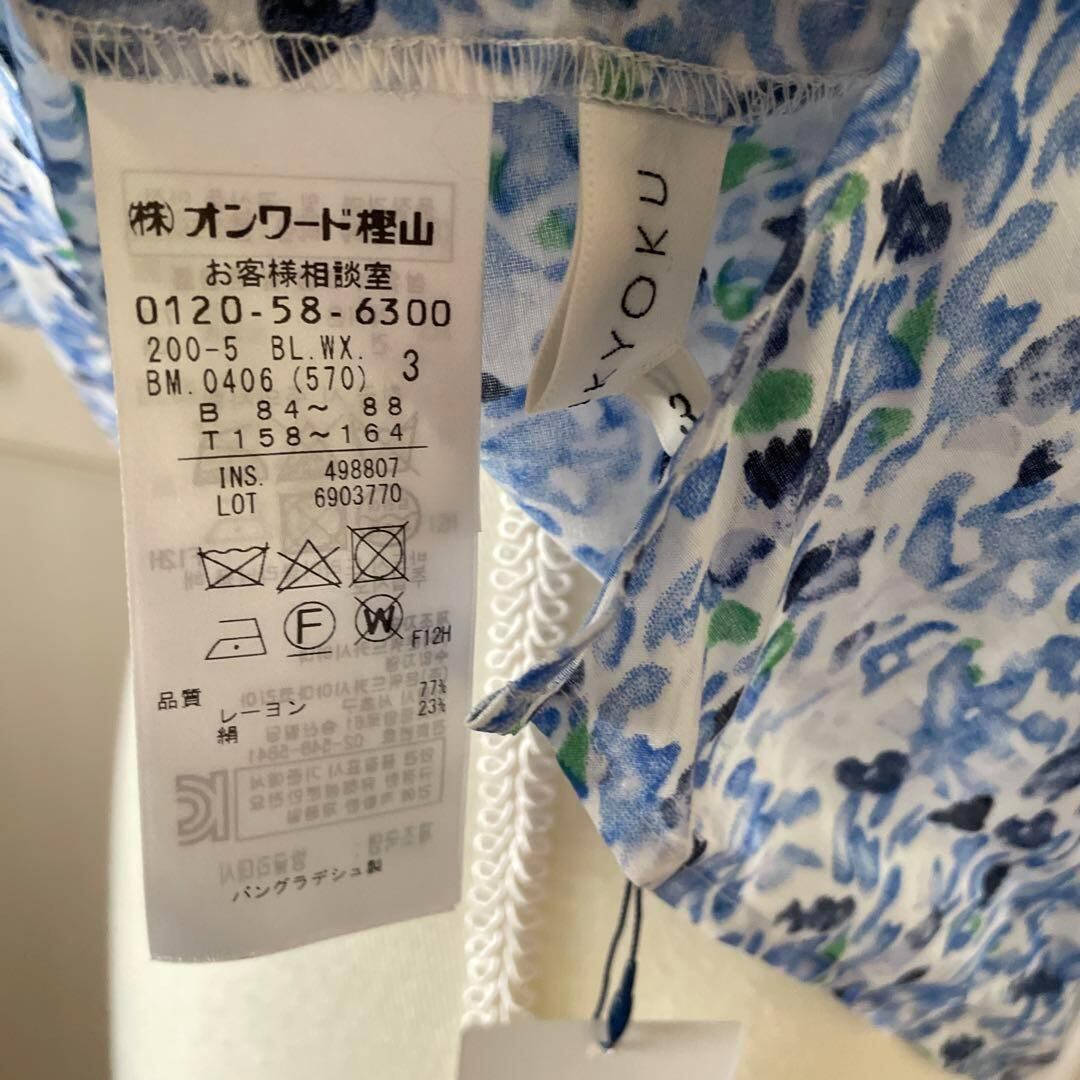 (株)オンワード樫山
お客様相談室
0120-58-6300
200-5 BL.WX. 3
BM.0406 (570)
B 84~ 88
T158~164
INS. 498807
LOT 6903770
F
W
F12H
品質
レーヨン 77%
絹 23%
バングラデシュ製
KYOKU
3